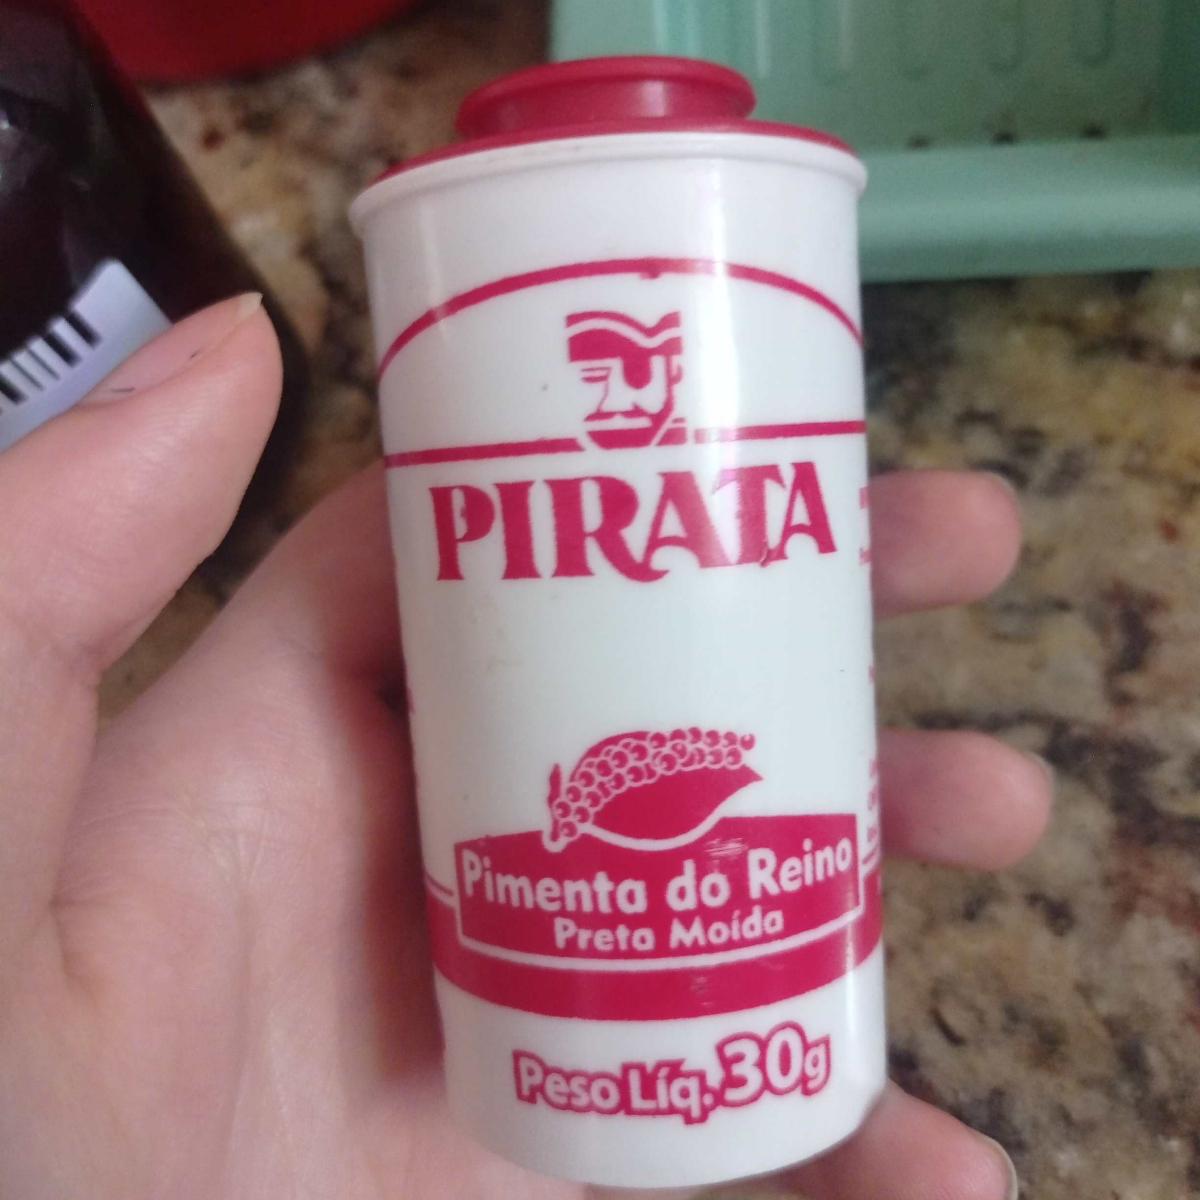 PIRATA
Pimenta do Reino
Preta Moída
Peso Líq. 30g